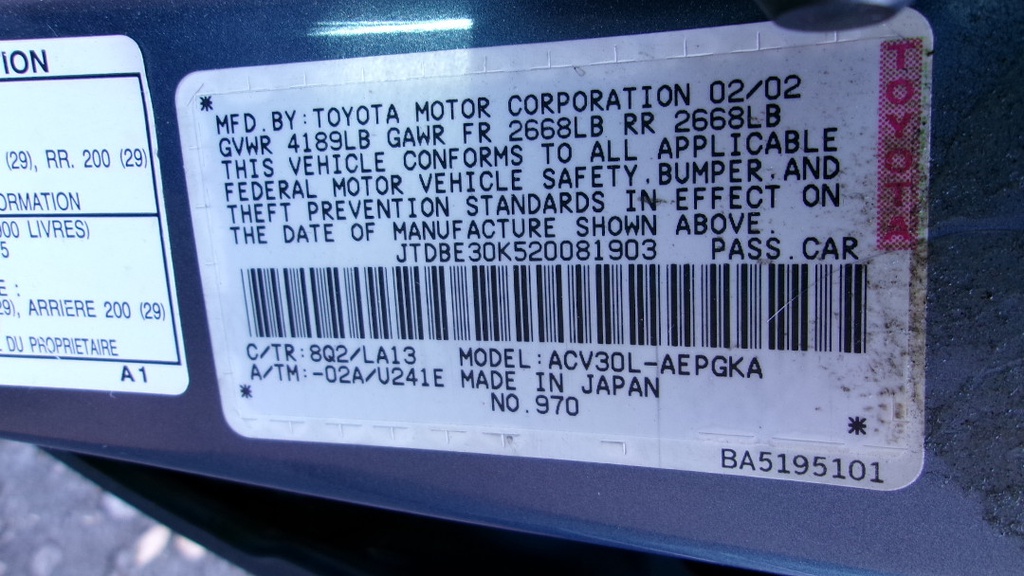 TION
(29), RR. 200 (29)
ORMATION
00 LIVRES)
5
E :
29), ARRIERE 200 (29)
L DU PROPRIETAIRE
A1
* MFD.BY:TOYOTA MOTOR CORPORATION 02/02
GVWR 4189LB GAWR FR 2668LB RR 2668LB
THIS VEHICLE CONFORMS TO ALL APPLICABLE
FEDERAL MOTOR VEHICLE SAFETY,BUMPER,AND
THEFT PREVENTION STANDARDS IN EFFECT ON
THE DATE OF MANUFACTURE SHOWN ABOVE.
JTDBE30K520081903 PASS.CAR
C/TR:8Q2/LA13 MODEL:ACV30L-AEPGKA
A/TM:-02A/U241E MADE IN JAPAN
* NO.970 *
BA5195101
TOYOTA